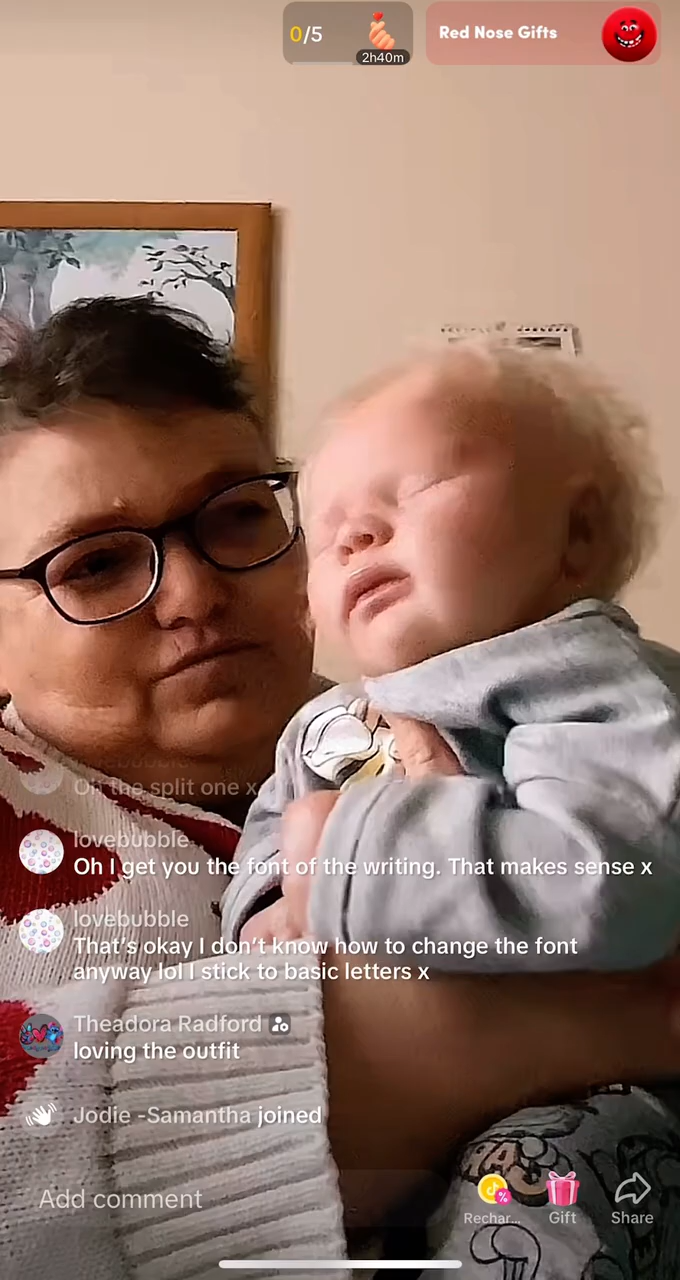 0/5
2h40m
Red Nose Gifts
lovebubble
Oh the split one x
lovebubble
Oh I get you the font of the writing. That makes sense x
lovebubble
That's okay I don't know how to change the font
anyway lol I stick to basic letters x
Theadora Radford
loving the outfit
Jodie -Samantha joined
Add comment
Rechar...
Gift
Share